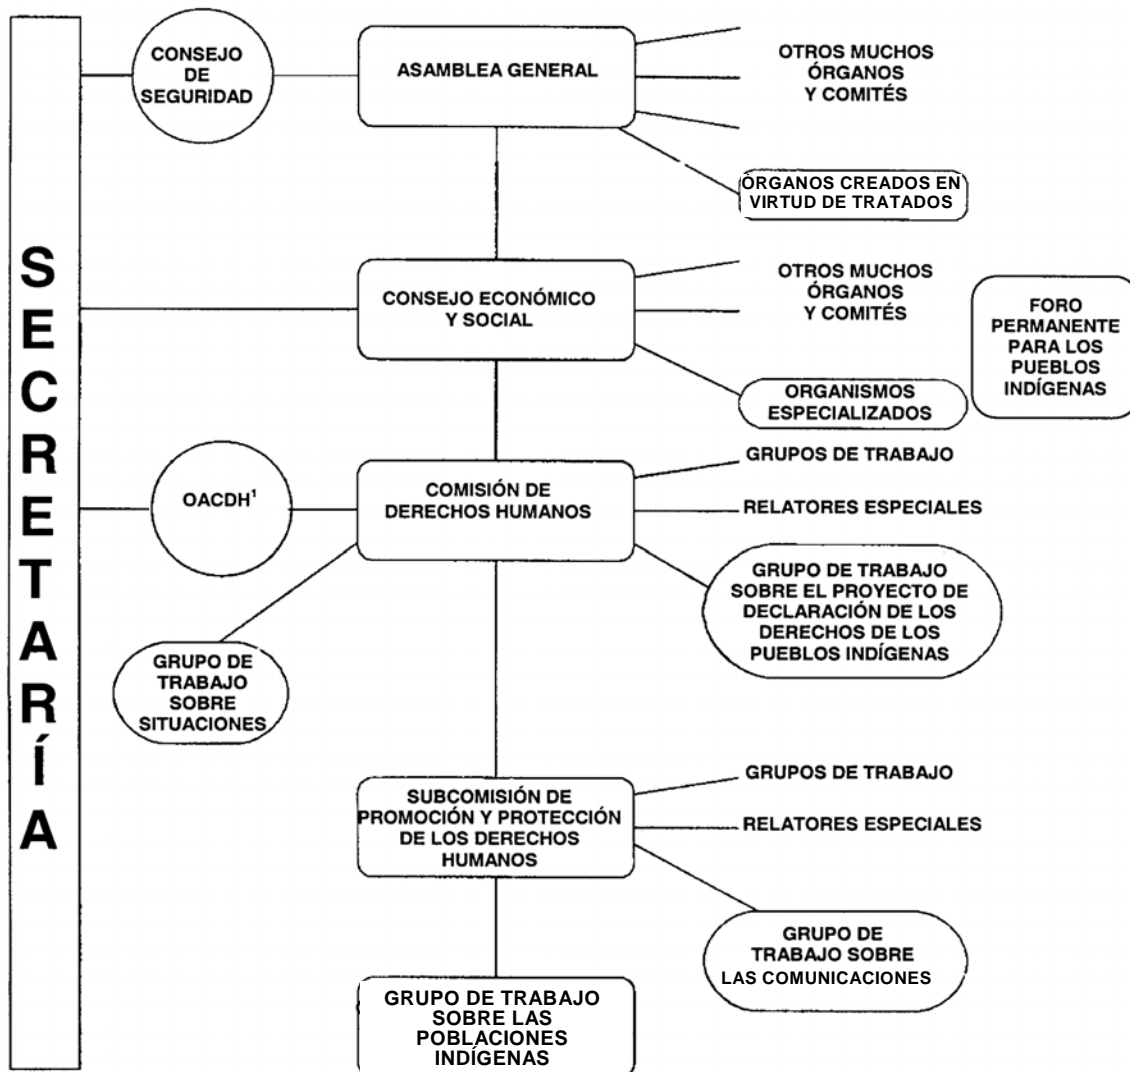 SECRETARÍA
CONSEJO
DE
SEGURIDAD
ASAMBLEA GENERAL
OTROS MUCHOS
ÓRGANOS
Y COMITÉS
ÓRGANOS CREADOS EN
VIRTUD DE TRATADOS
CONSEJO ECONÓMICO
Y SOCIAL
OTROS MUCHOS
ÓRGANOS
Y COMITÉS
FORO
PERMANENTE
PARA LOS
PUEBLOS
INDÍGENAS
ORGANISMOS
ESPECIALIZADOS
OACDH¹
COMISIÓN DE
DERECHOS HUMANOS
GRUPOS DE TRABAJO
RELATORES ESPECIALES
GRUPO DE TRABAJO
SOBRE EL PROYECTO DE
DECLARACIÓN DE LOS
DERECHOS DE LOS
PUEBLOS INDÍGENAS
GRUPO DE
TRABAJO
SOBRE
SITUACIONES
SUBCOMISIÓN DE
PROMOCIÓN Y PROTECCIÓN
DE LOS DERECHOS
HUMANOS
GRUPOS DE TRABAJO
RELATORES ESPECIALES
GRUPO DE
TRABAJO SOBRE
LAS COMUNICACIONES
GRUPO DE TRABAJO
SOBRE LAS
POBLACIONES
INDÍGENAS